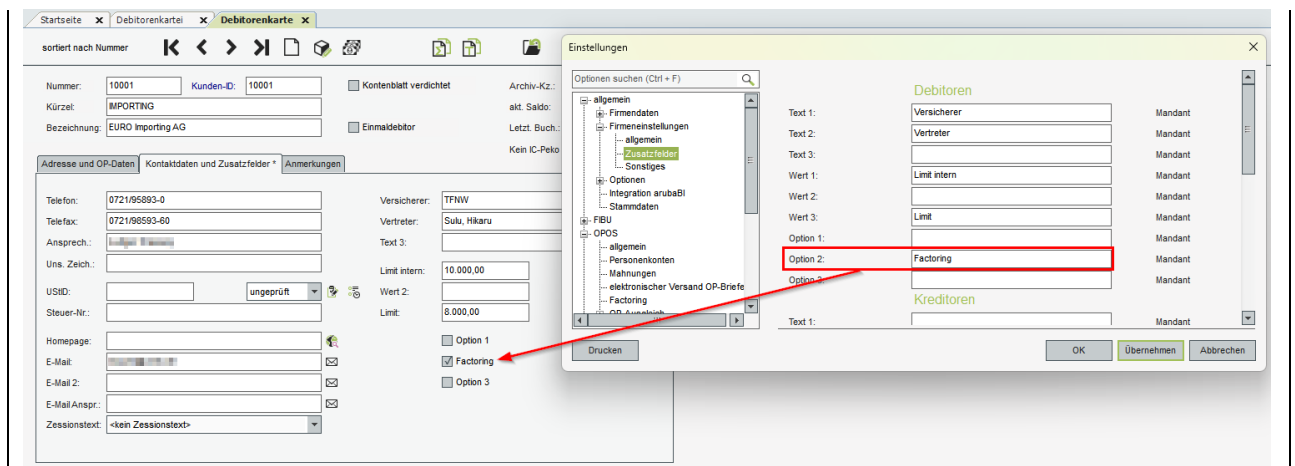 Startseite x Debitorenkartei x Debitorenkarte x
sortiert nach Nummer
Nummer: 10001 Kunden-ID: 10001 Kontenblatt verdichtet Archiv-Kz.:
Kürzel: IMPORTING akt. Saldo:
Bezeichnung: EURO Importing AG Einmaldebitor Letzt. Buch.:
Kein IC-Peko
Adresse und OP-Daten Kontaktdaten und Zusatzfelder * Anmerkungen
Telefon: 0721/95893-0 Versicherer: TFNW
Telefax: 0721/98593-60 Vertreter: Sulu, Hikaru
Ansprech.: Text 3:
Uns. Zeich.:
Limit intern: 10.000,00
UStID: ungeprüft Wert 2:
Steuer-Nr.: Limit: 8.000,00
Homepage: Option 1
E-Mail: Factoring
E-Mail 2: Option 3
E-Mail Anspr.:
Zessionstext: <kein Zessionstext>
Einstellungen
Optionen suchen (Ctrl + F)
allgemein
Firmendaten
Firmeneinstellungen
allgemein
Zusatzfelder
Sonstiges
Optionen
Integration arubaBI
Stammdaten
FIBU
OPOS
allgemein
Personenkonten
Mahnungen
elektronischer Versand OP-Briefe
Factoring
Debitoren
Text 1: Versicherer Mandant
Text 2: Vertreter Mandant
Text 3: Mandant
Wert 1: Limit intern Mandant
Wert 2: Mandant
Wert 3: Limit Mandant
Option 1: Mandant
Option 2: Factoring Mandant
Option 3: Mandant
Kreditoren
Text 1: Mandant
Drucken OK Übernehmen Abbrechen